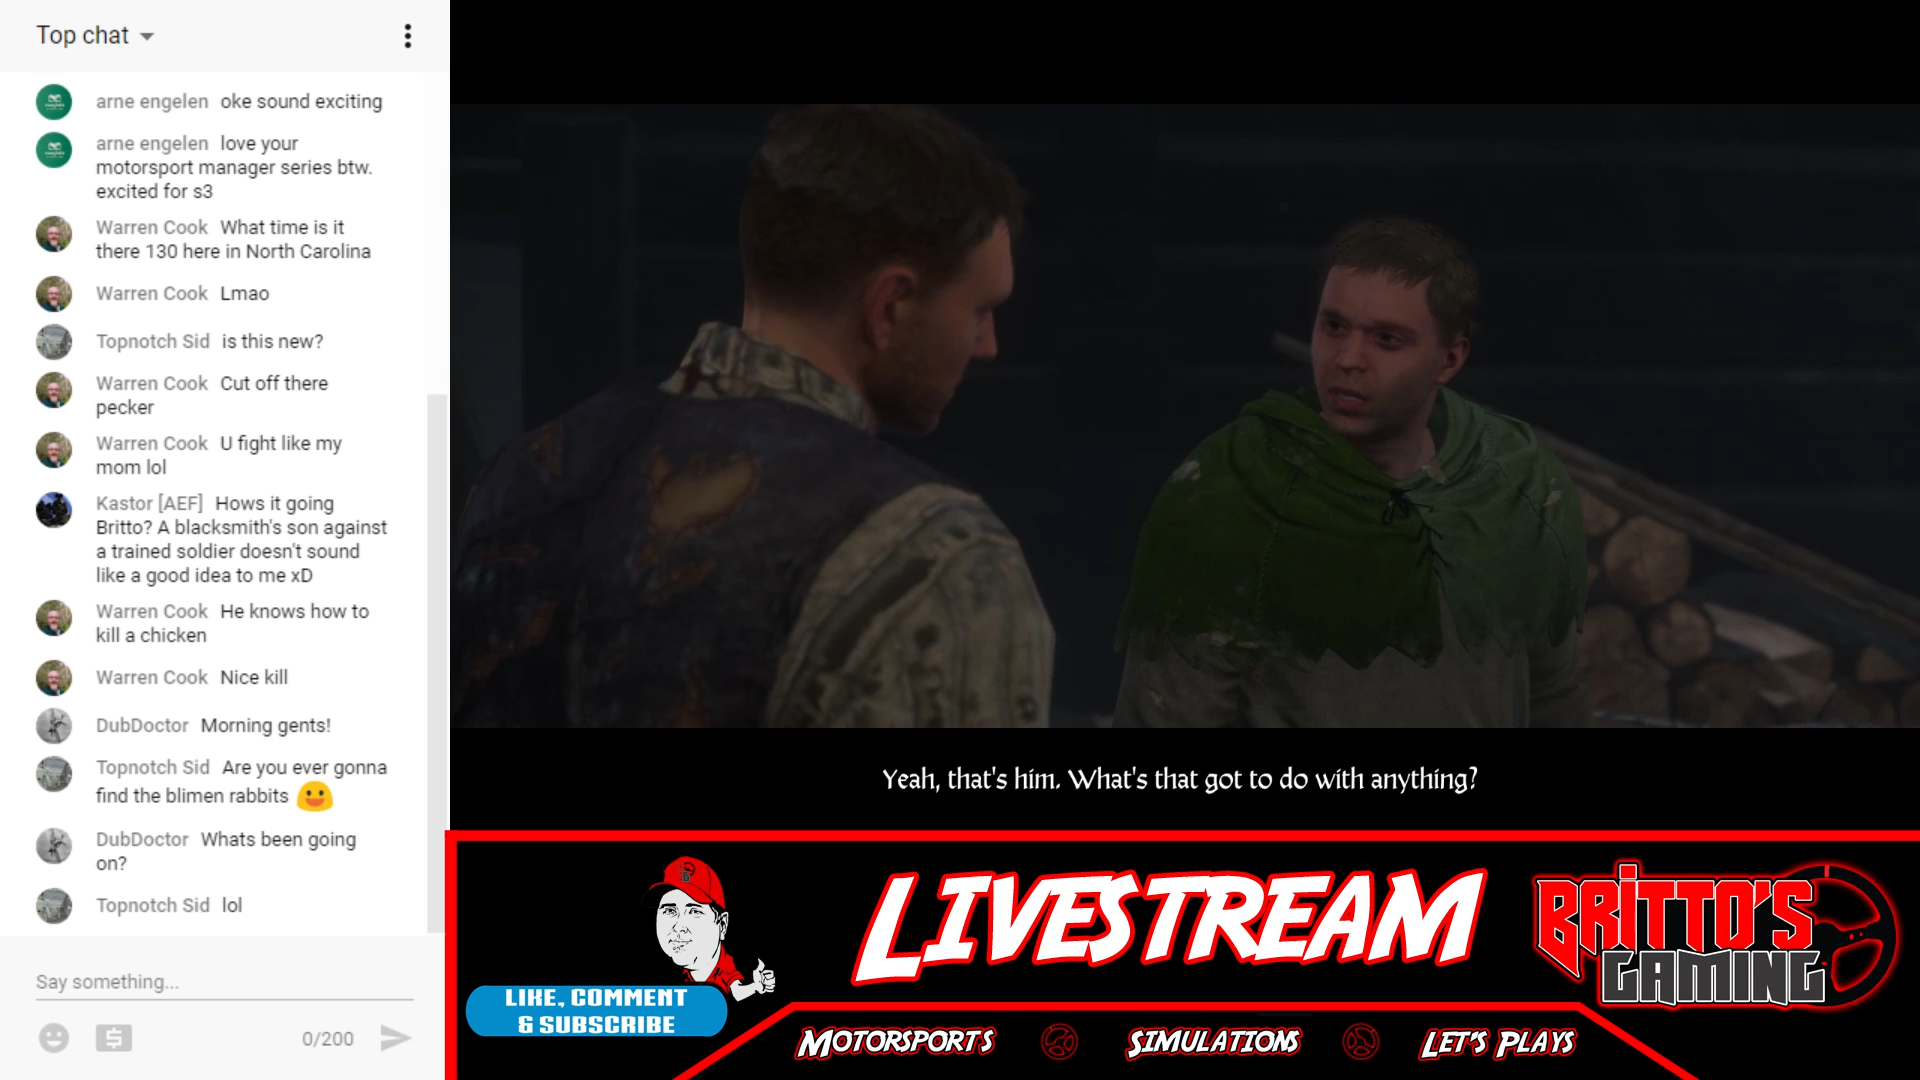 Top chat
arne engelen oke sound exciting
arne engelen love your
motorsport manager series btw.
excited for s3
Warren Cook What time is it
there 130 here in North Carolina
Warren Cook Lmao
Topnotch Sid is this new?
Warren Cook Cut off there
pecker
Warren Cook U fight like my
mom lol
Kastor [AEF] Hows it going
Britto? A blacksmith's son against
a trained soldier doesn't sound
like a good idea to me xD
Warren Cook He knows how to
kill a chicken
Warren Cook Nice kill
DubDoctor Morning gents!
Topnotch Sid Are you ever gonna
find the blimen rabbits 😃
DubDoctor Whats been going
on?
Topnotch Sid lol
Say something...
0/200
Yeah, that's him. What's that got to do with anything?
LIKE, COMMENT
& SUBSCRIBE
LIVESTREAM
BRITTO'S
GAMING
MOTORSPORTS
SIMULATIONS
LET'S PLAYS